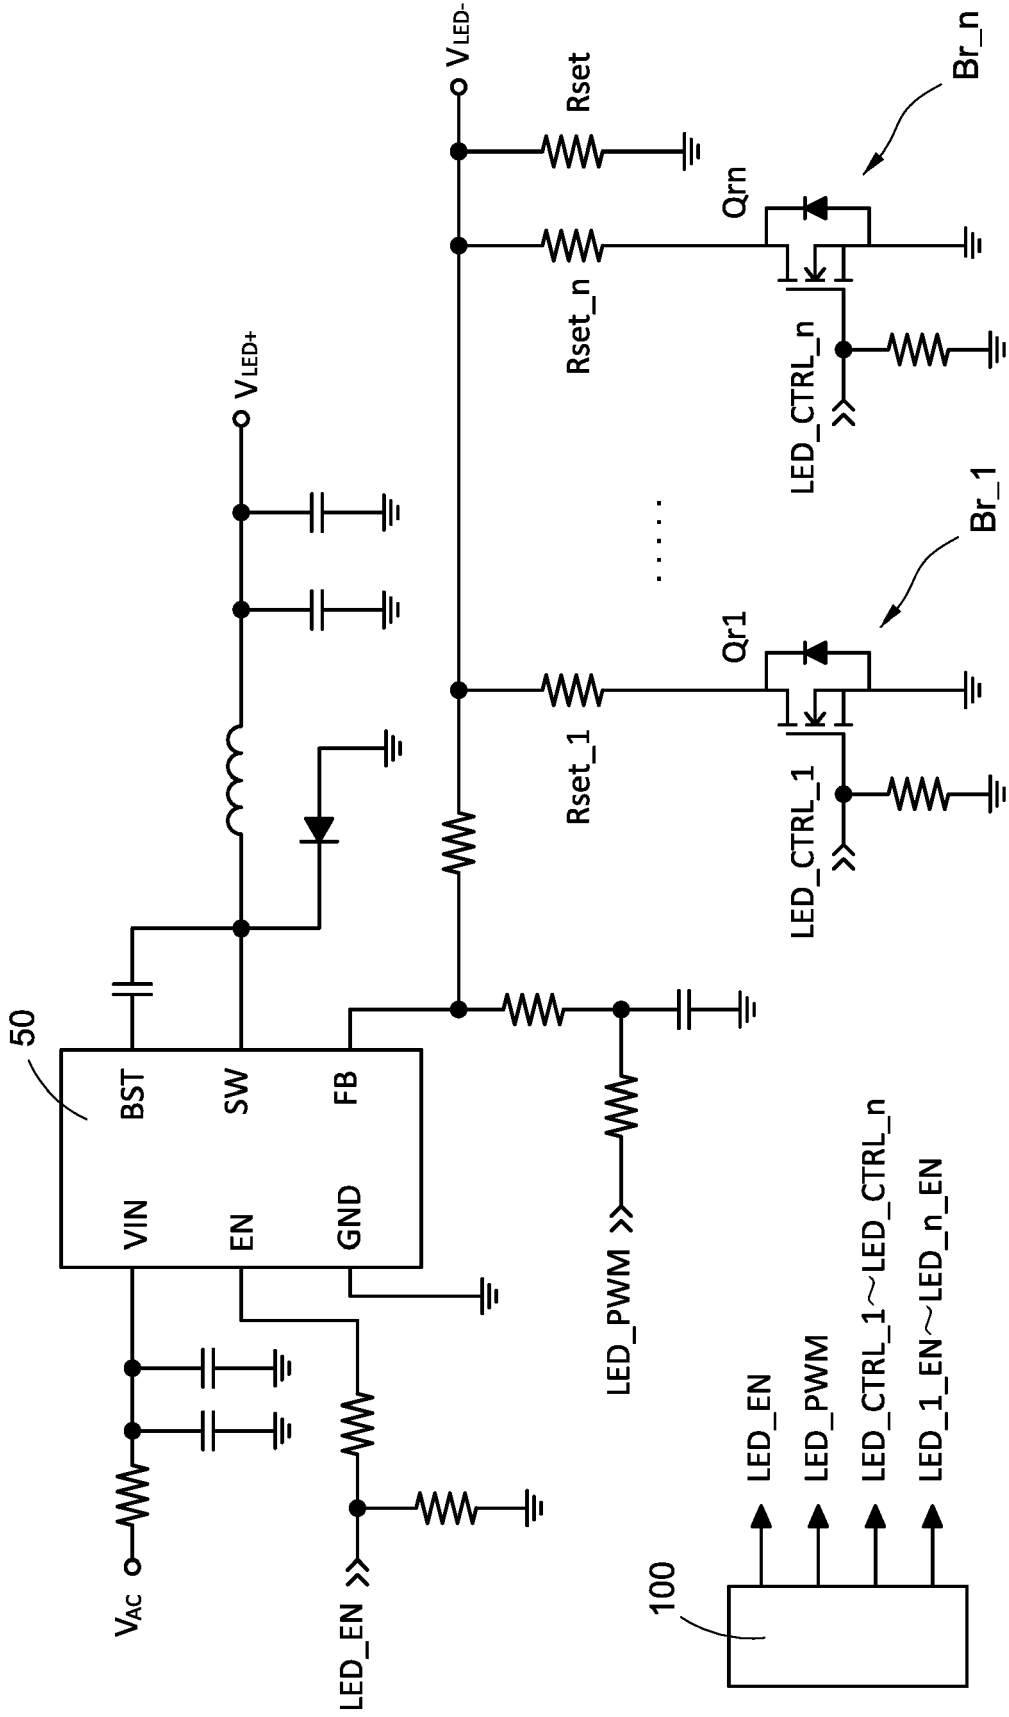 50
VIN
BST
EN
SW
GND
FB
VAC
LED_EN
VLED+
VLED-
LED_PWM
Rset_1
Rset_n
Rset
Qr1
Qrn
LED_CTRL_1
LED_CTRL_n
.....
Br_1
Br_n
100
LED_EN
LED_PWM
LED_CTRL_1~LED_CTRL_n
LED_1_EN~LED_n_EN